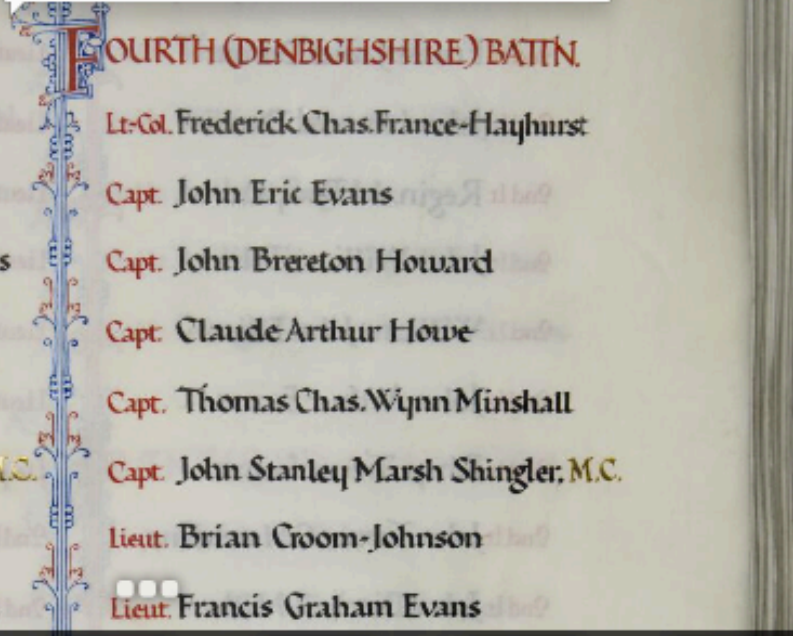 FOURTH (DENBIGHSHIRE) BATTN.
Lt.-Col. Frederick Chas. France-Hayhurst
Capt. John Eric Evans
Capt. John Brereton Howard
Capt. Claude Arthur Howe
Capt. Thomas Chas. Wynn Minshall
Capt. John Stanley Marsh Shingler, M.C.
Lieut. Brian Croom-Johnson
Lieut. Francis Graham Evans